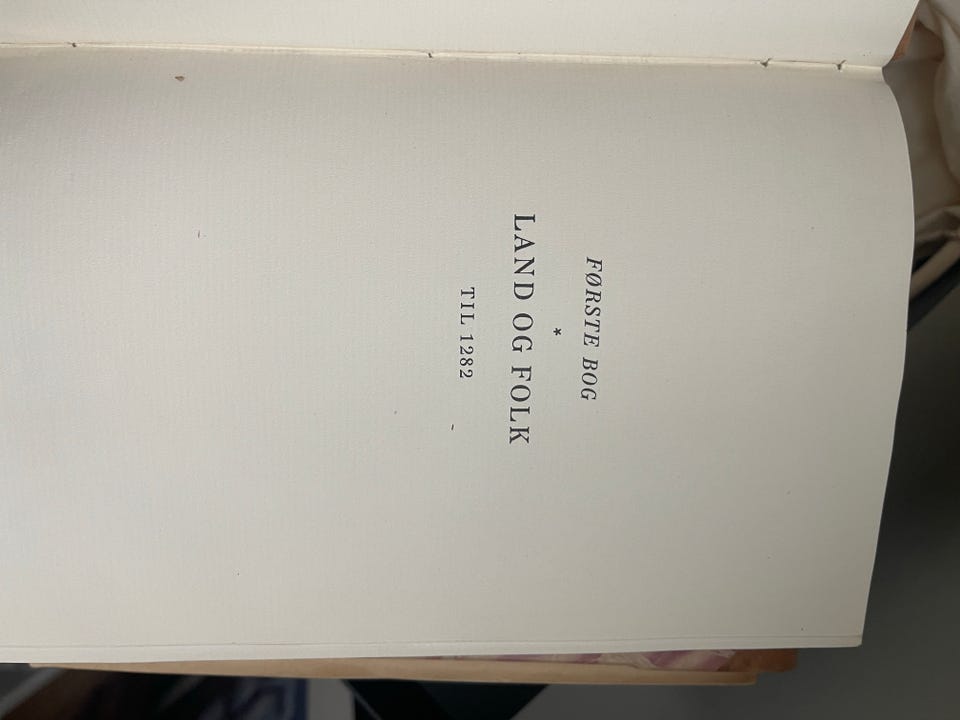 FØRSTE BOG
*
LAND OG FOLK
TIL 1282